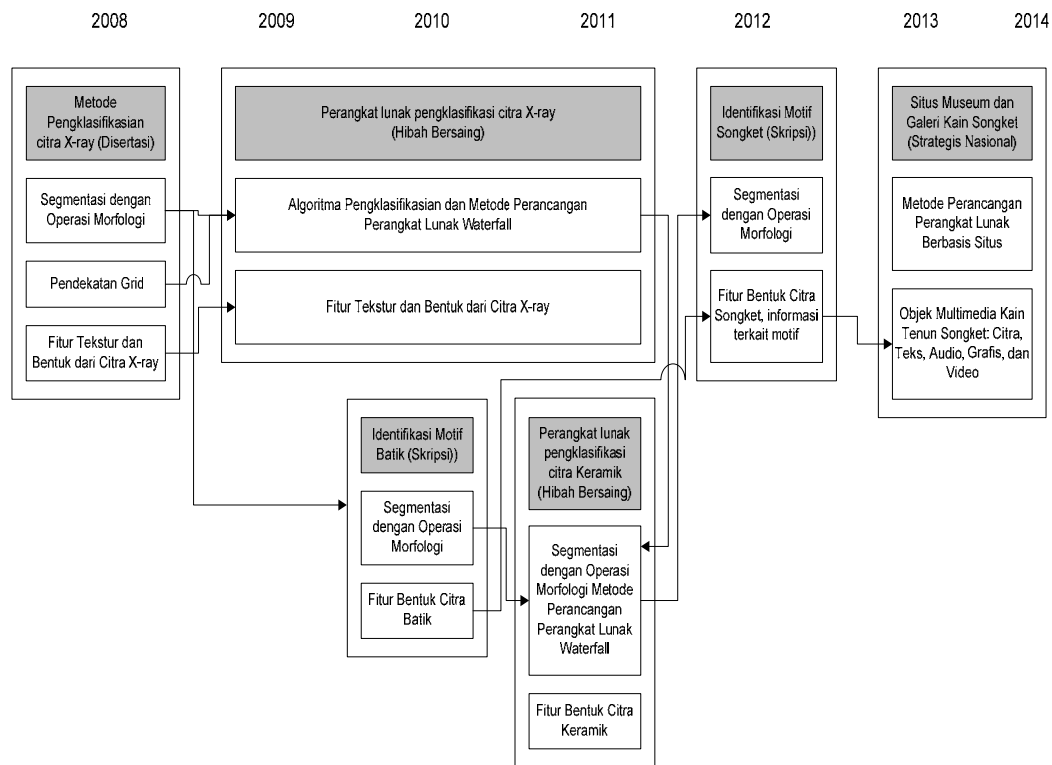 2008 2009 2010 2011 2012 2013 2014
Metode
Pengklasifikasian
citra X-ray (Disertasi)
Segmentasi dengan
Operasi Morfologi
Pendekatan Grid
Fitur Tekstur dan
Bentuk dari Citra X-ray
Perangkat lunak pengklasifikasi citra X-ray
(Hibah Bersaing)
Algoritma Pengklasifikasian dan Metode Perancangan
Perangkat Lunak Waterfall
Fitur Tekstur dan Bentuk dari Citra X-ray
Identifikasi Motif
Batik (Skripsi))
Segmentasi
dengan Operasi
Morfologi
Fitur Bentuk Citra
Batik
Perangkat lunak
pengklasifikasi
citra Keramik
(Hibah Bersaing)
Segmentasi
dengan Operasi
Morfologi Metode
Perancangan
Perangkat Lunak
Waterfall
Fitur Bentuk Citra
Keramik
Identifikasi Motif
Songket (Skripsi))
Segmentasi
dengan Operasi
Morfologi
Fitur Bentuk Citra
Songket, informasi
terkait motif
Situs Museum dan
Galeri Kain Songket
(Strategis Nasional)
Metode Perancangan
Perangkat Lunak
Berbasis Situs
Objek Multimedia Kain
Tenun Songket: Citra,
Teks, Audio, Grafis, dan
Video